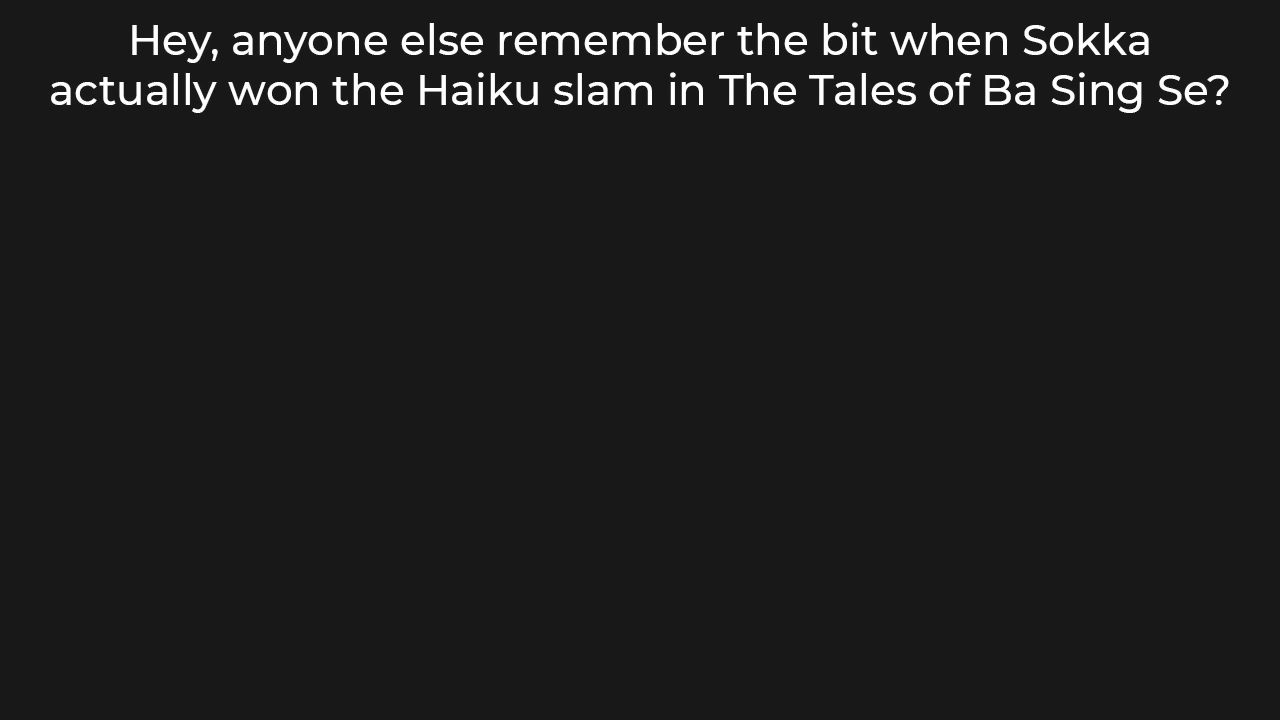 Hey, anyone else remember the bit when Sokka
actually won the Haiku slam in The Tales of Ba Sing Se?